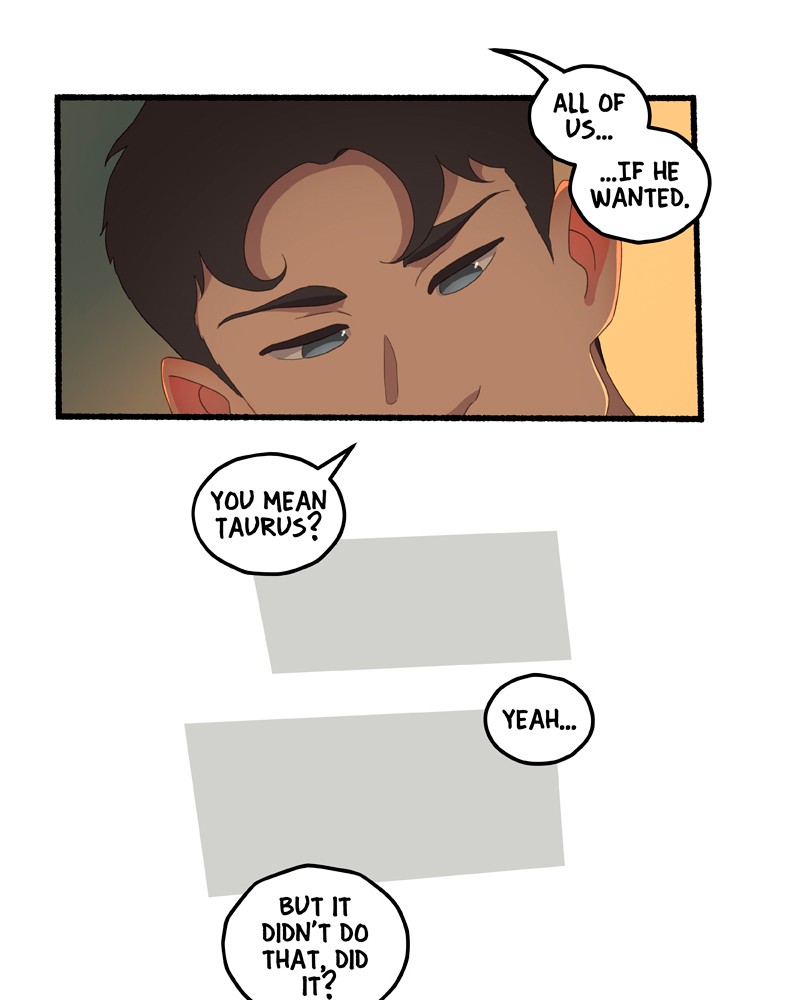 ALL OF
US...
...IF HE
WANTED.
YOU MEAN
TAURUS?
YEAH...
BUT IT
DIDN'T DO
THAT, DID
IT?